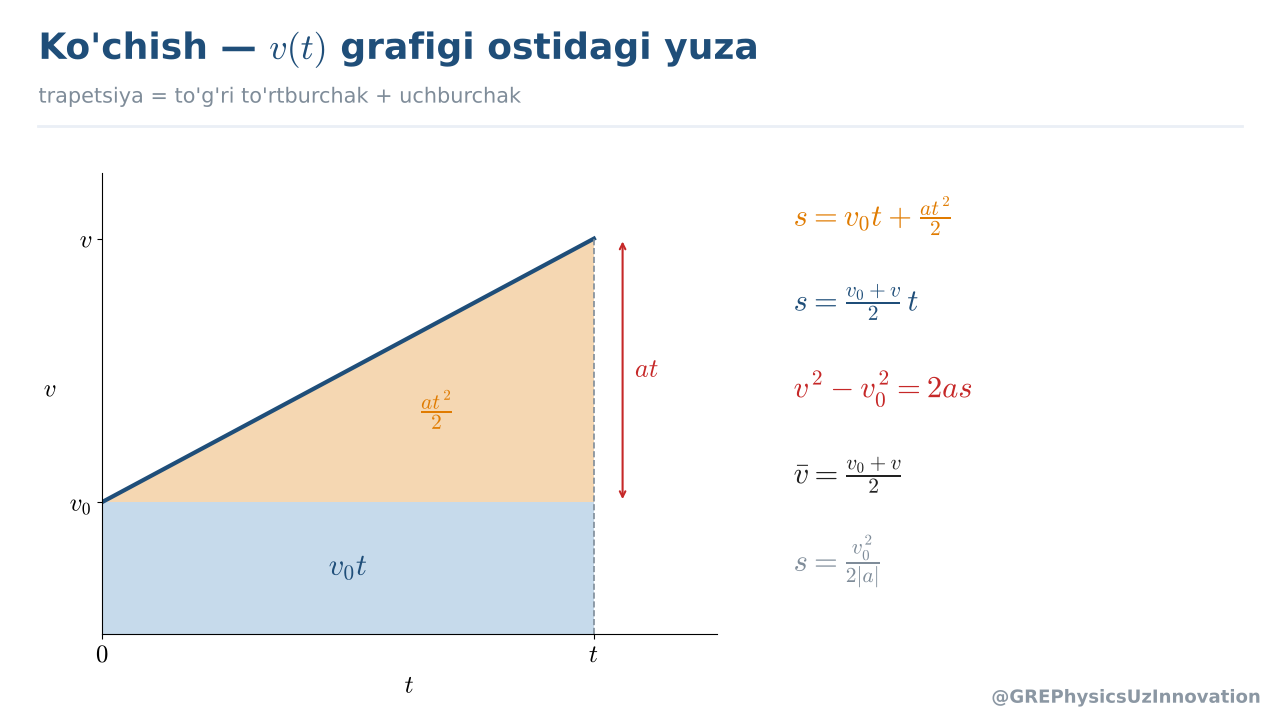 Ko'chish — v(t) grafigi ostidagi yuza
trapetsiya = to'g'ri to'rtburchak + uchburchak
v
v
v₀
at²/2
v₀t
at
0
t
t
s = v₀t + at²/2
s = (v₀ + v)/2 t
v² − v₀² = 2as
v̄ = (v₀ + v)/2
s = v₀²/2|a|
@GREPhysicsUzInnovation